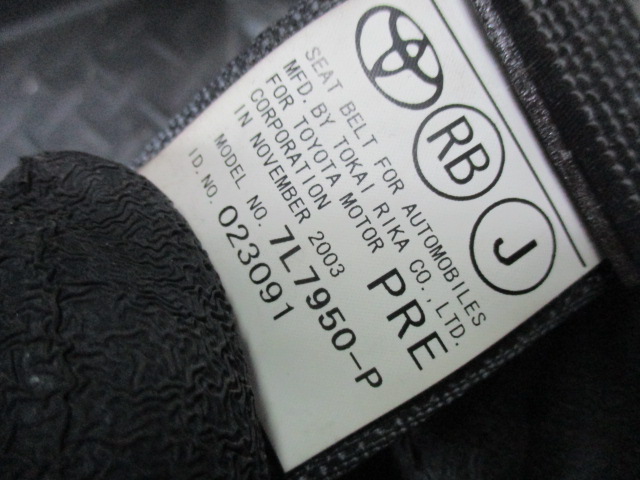 RB
J
SEAT BELT FOR AUTOMOBILES
MFD. BY TOKAI RIKA CO., LTD.
FOR TOYOTA MOTOR
CORPORATION
PRE
IN NOVEMBER 2003
MODEL NO. 7L7950-P
ID. NO. 023091